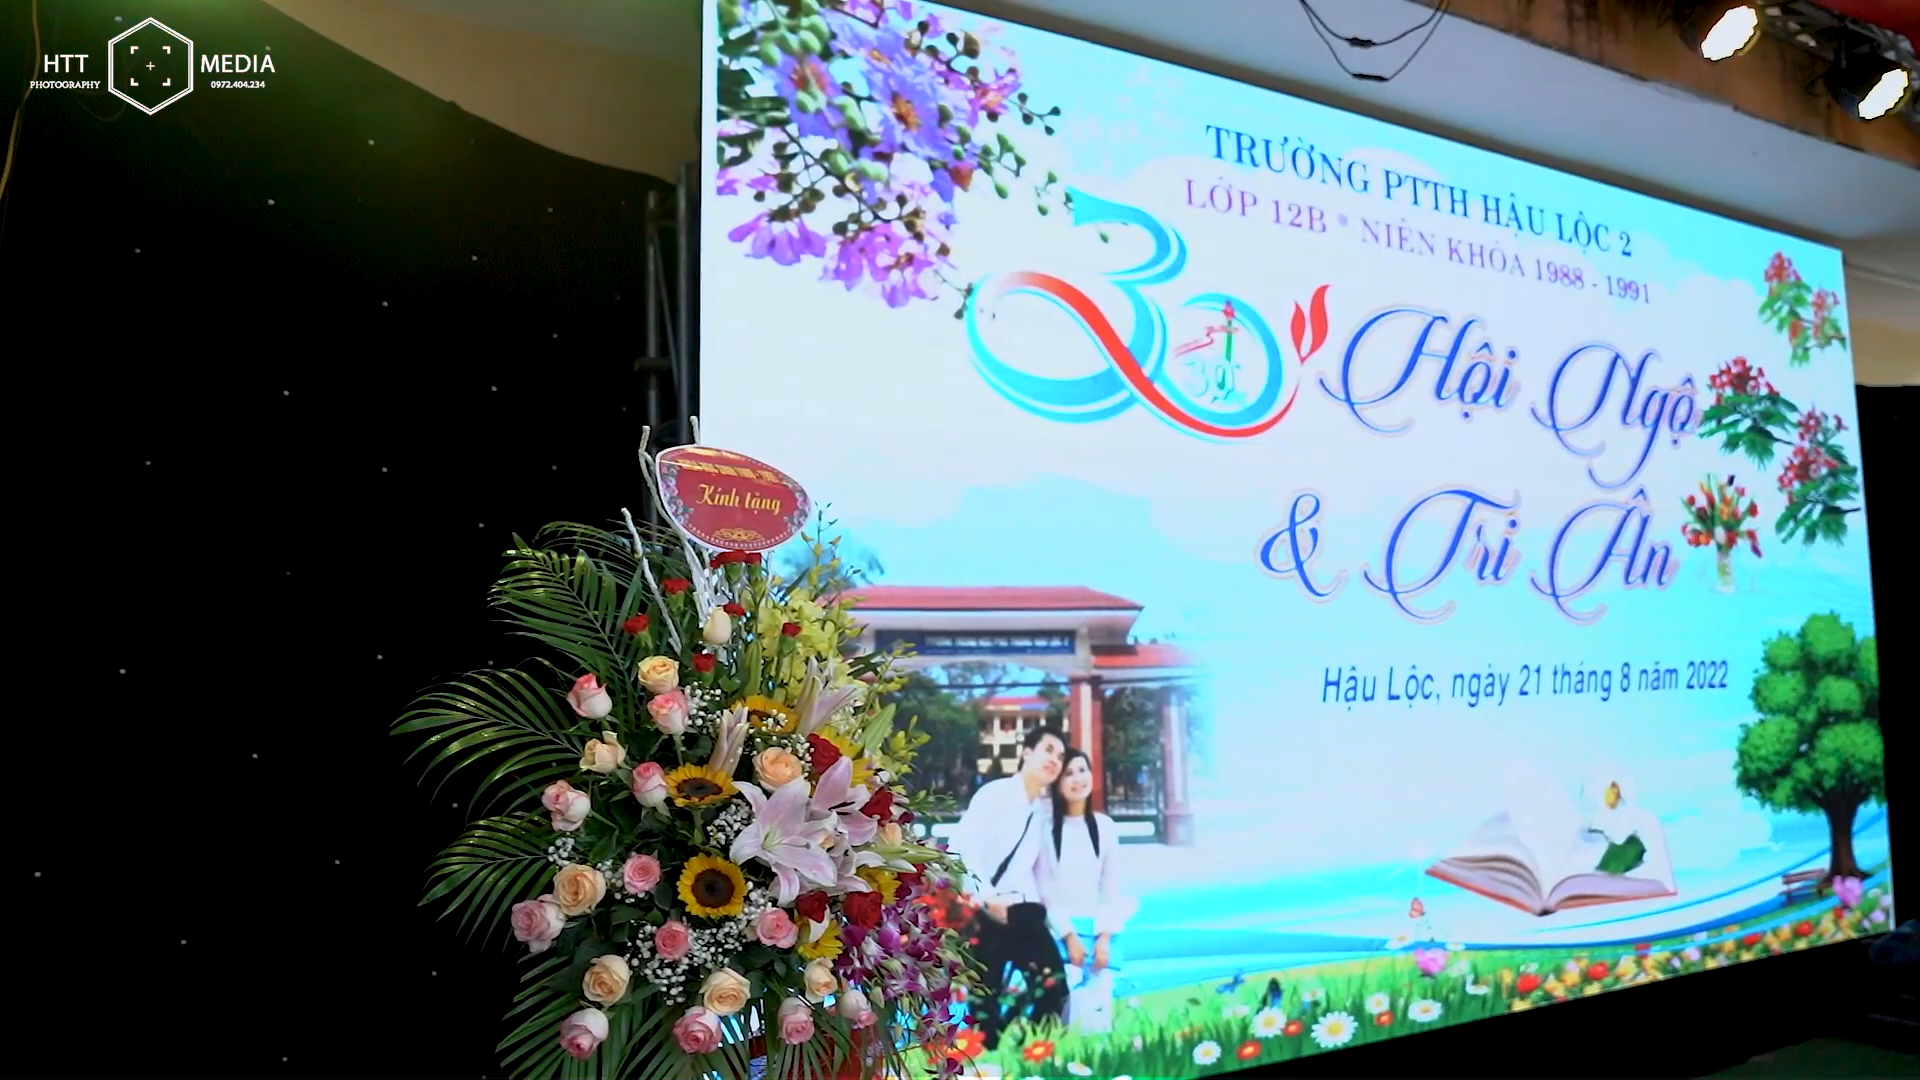 HTT
PHOTOGRAPHY
MEDIA
0972.404.234
TRƯỜNG PTTH HẬU LỘC 2
LỚP 12B * NIÊN KHÓA 1988 - 1991
30
Hội Ngộ
& Tri Ân
Hậu Lộc, ngày 21 tháng 8 năm 2022
Kính tặng